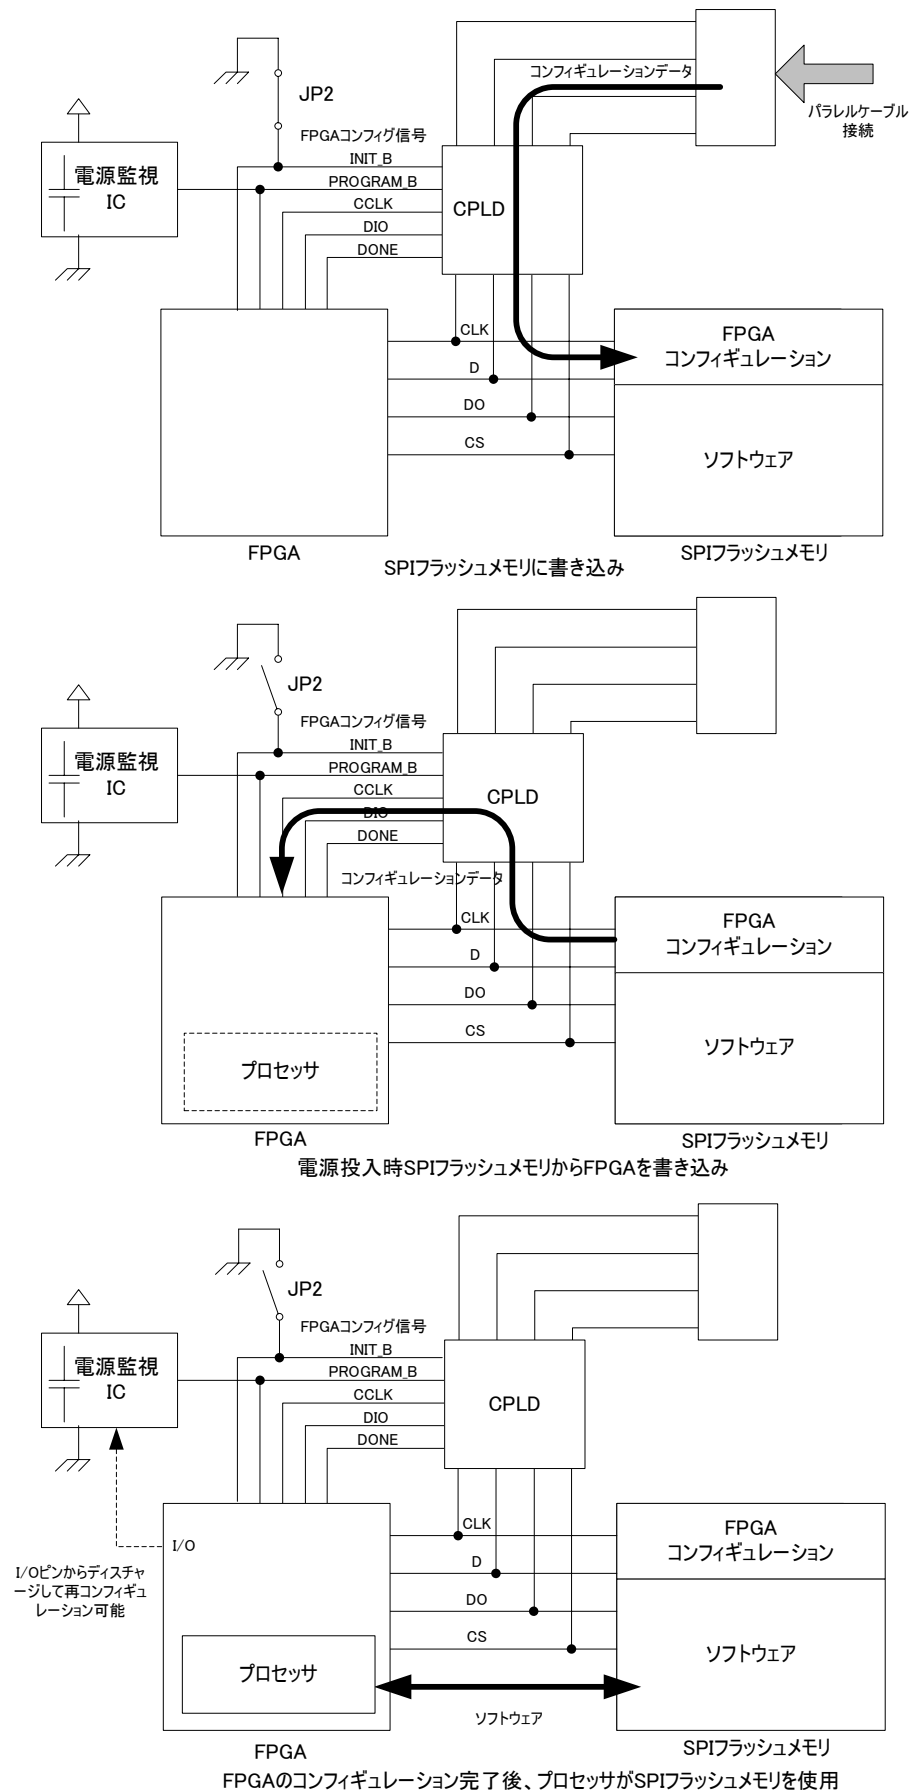 コンフィギュレーションデータ
パラレルケーブル
接続
JP2
FPGAコンフィグ信号
INIT_B
PROGRAM_B
CCLK
DIO
DONE
電源監視
IC
CPLD
CLK
D
DO
CS
FPGA
コンフィギュレーション
ソフトウェア
FPGA
SPIフラッシュメモリ
SPIフラッシュメモリに書き込み
JP2
FPGAコンフィグ信号
INIT_B
PROGRAM_B
CCLK
DIO
DONE
電源監視
IC
CPLD
コンフィギュレーションデータ
CLK
D
DO
CS
FPGA
コンフィギュレーション
ソフトウェア
プロセッサ
FPGA
SPIフラッシュメモリ
電源投入時SPIフラッシュメモリからFPGAを書き込み
JP2
FPGAコンフィグ信号
INIT_B
PROGRAM_B
CCLK
DIO
DONE
電源監視
IC
CPLD
I/O
I/Oピンからディスチャ
ージして再コンフィギュ
レーション可能
CLK
D
DO
CS
FPGA
コンフィギュレーション
ソフトウェア
プロセッサ
ソフトウェア
FPGA
SPIフラッシュメモリ
FPGAのコンフィギュレーション完了後、プロセッサがSPIフラッシュメモリを使用